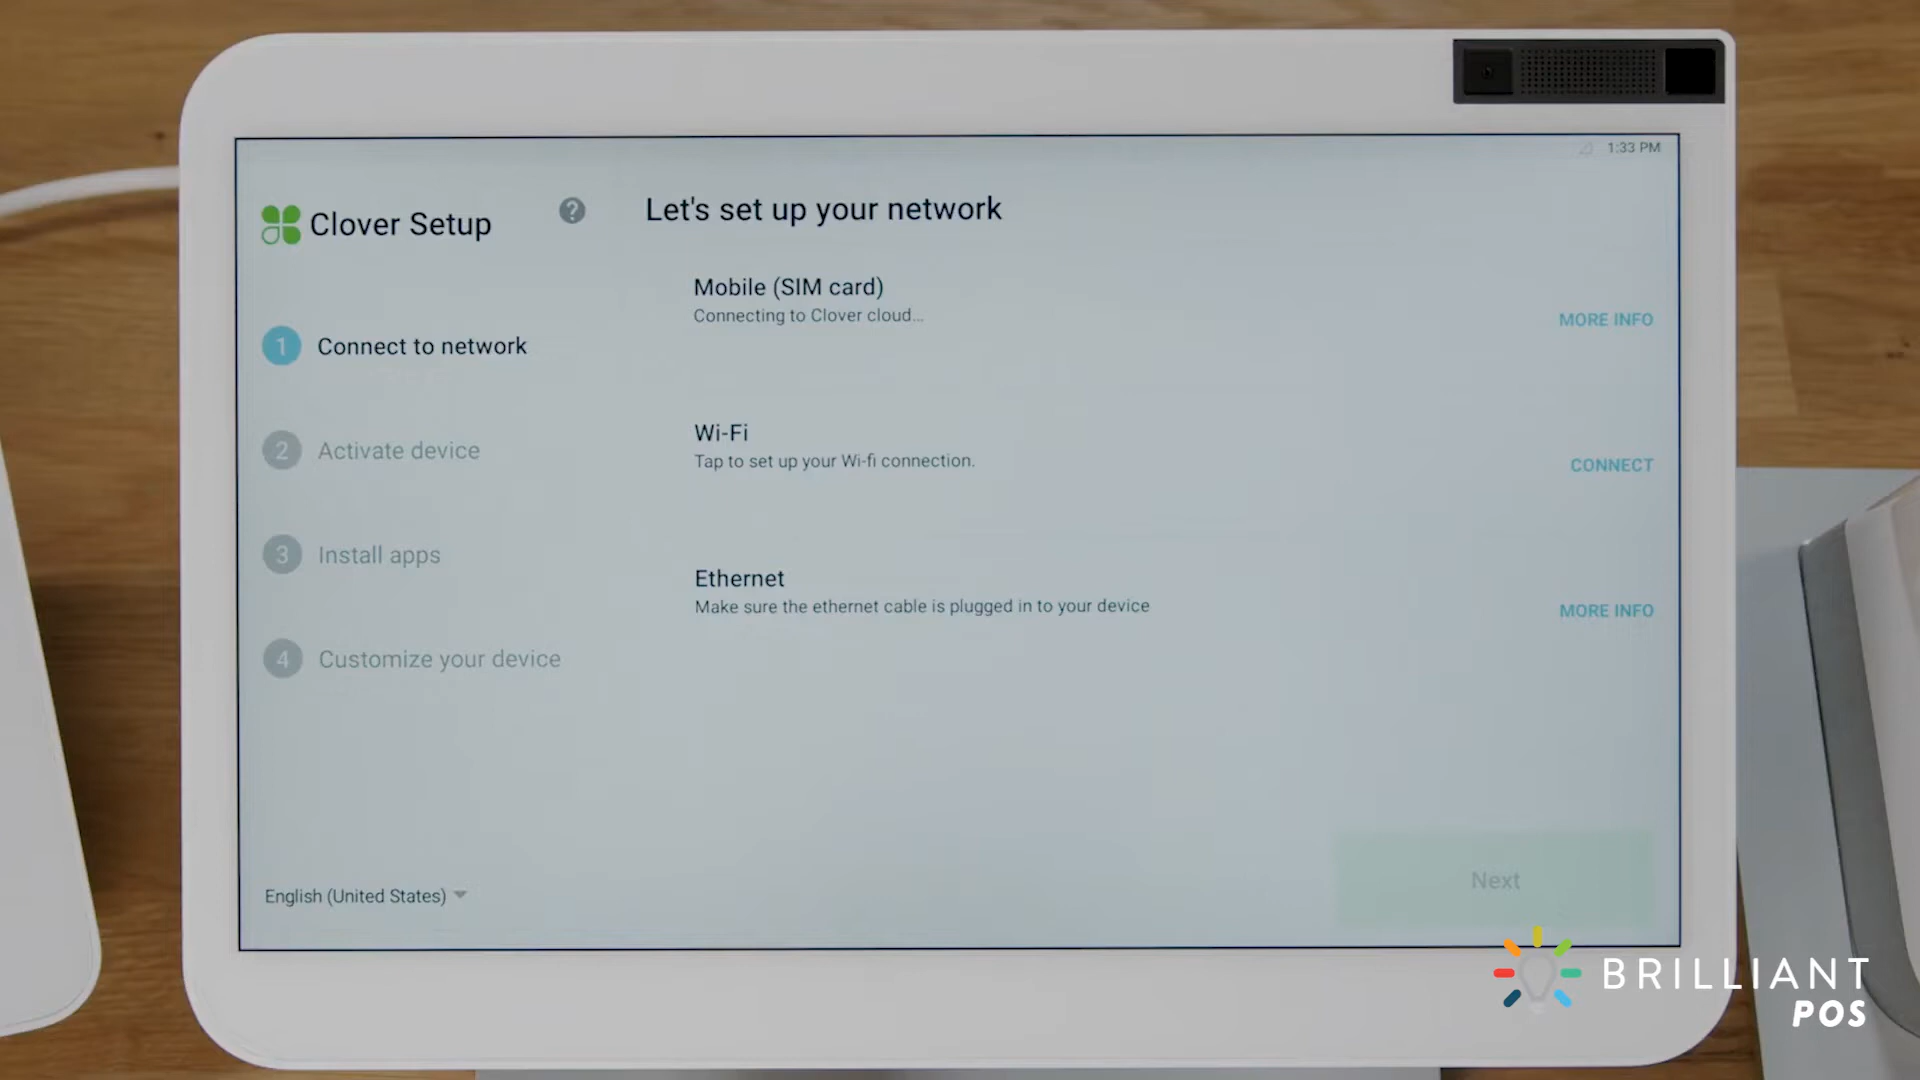 1:33 PM
Clover Setup
?
Let's set up your network
Mobile (SIM card)
Connecting to Clover cloud...
MORE INFO
1 Connect to network
Wi-Fi
Tap to set up your Wi-fi connection.
CONNECT
2 Activate device
3 Install apps
Ethernet
Make sure the ethernet cable is plugged in to your device
MORE INFO
4 Customize your device
English (United States)
Next
BRILLIANT
POS